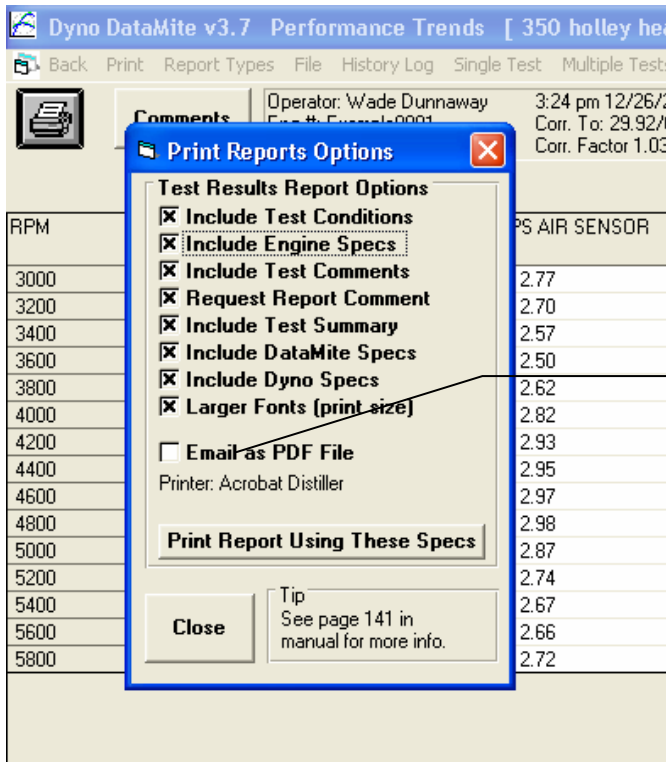 Dyno DataMite v3.7 Performance Trends [ 350 holley
Back Print Report Types File History Log Single Test Multiple Tests
Comments
Operator: Wade Dunnaway 3:24 pm 12/26/
Corr. To: 29.92/
Corr. Factor 1.03
Print Reports Options
Test Results Report Options
Include Test Conditions
Include Engine Specs
Include Test Comments
Request Report Comment
Include Test Summary
Include DataMite Specs
Include Dyno Specs
Larger Fonts (print size)
Email as PDF File
Printer: Acrobat Distiller
Print Report Using These Specs
Close
Tip
See page 141 in
manual for more info.
RPM PS AIR SENSOR
3000 2.77
3200 2.70
3400 2.57
3600 2.50
3800 2.62
4000 2.82
4200 2.93
4400 2.95
4600 2.97
4800 2.98
5000 2.87
5200 2.74
5400 2.67
5600 2.66
5800 2.72